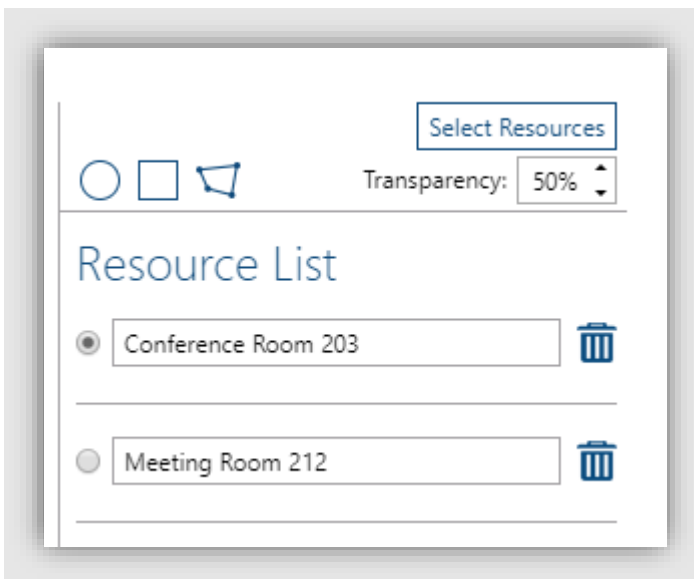 Select Resources
Transparency: 50%
Resource List
Conference Room 203
Meeting Room 212